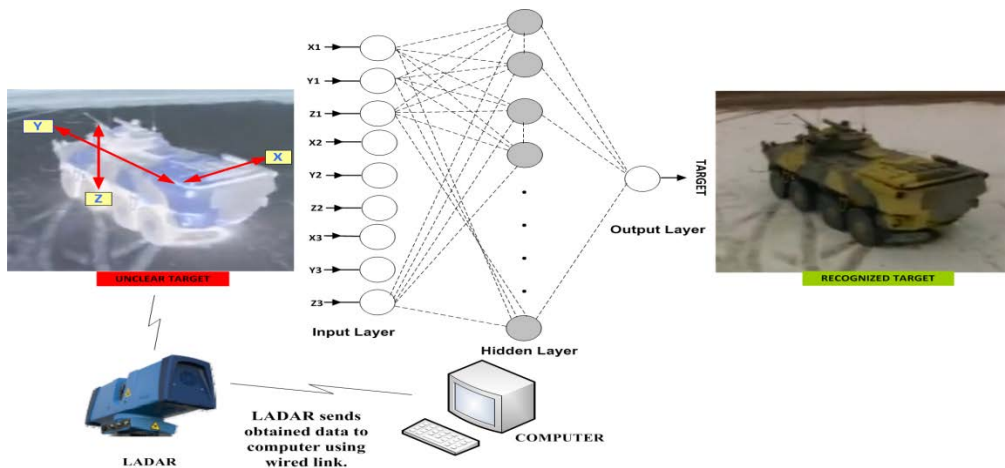 X1
Y1
Z1
X2
Y2
Z2
X3
Y3
Z3
Y
X
Z
UNCLEAR TARGET
Input Layer
Hidden Layer
Output Layer
TARGET
RECOGNIZED TARGET
LADAR
LADAR sends
obtained data to
computer using
wired link.
COMPUTER